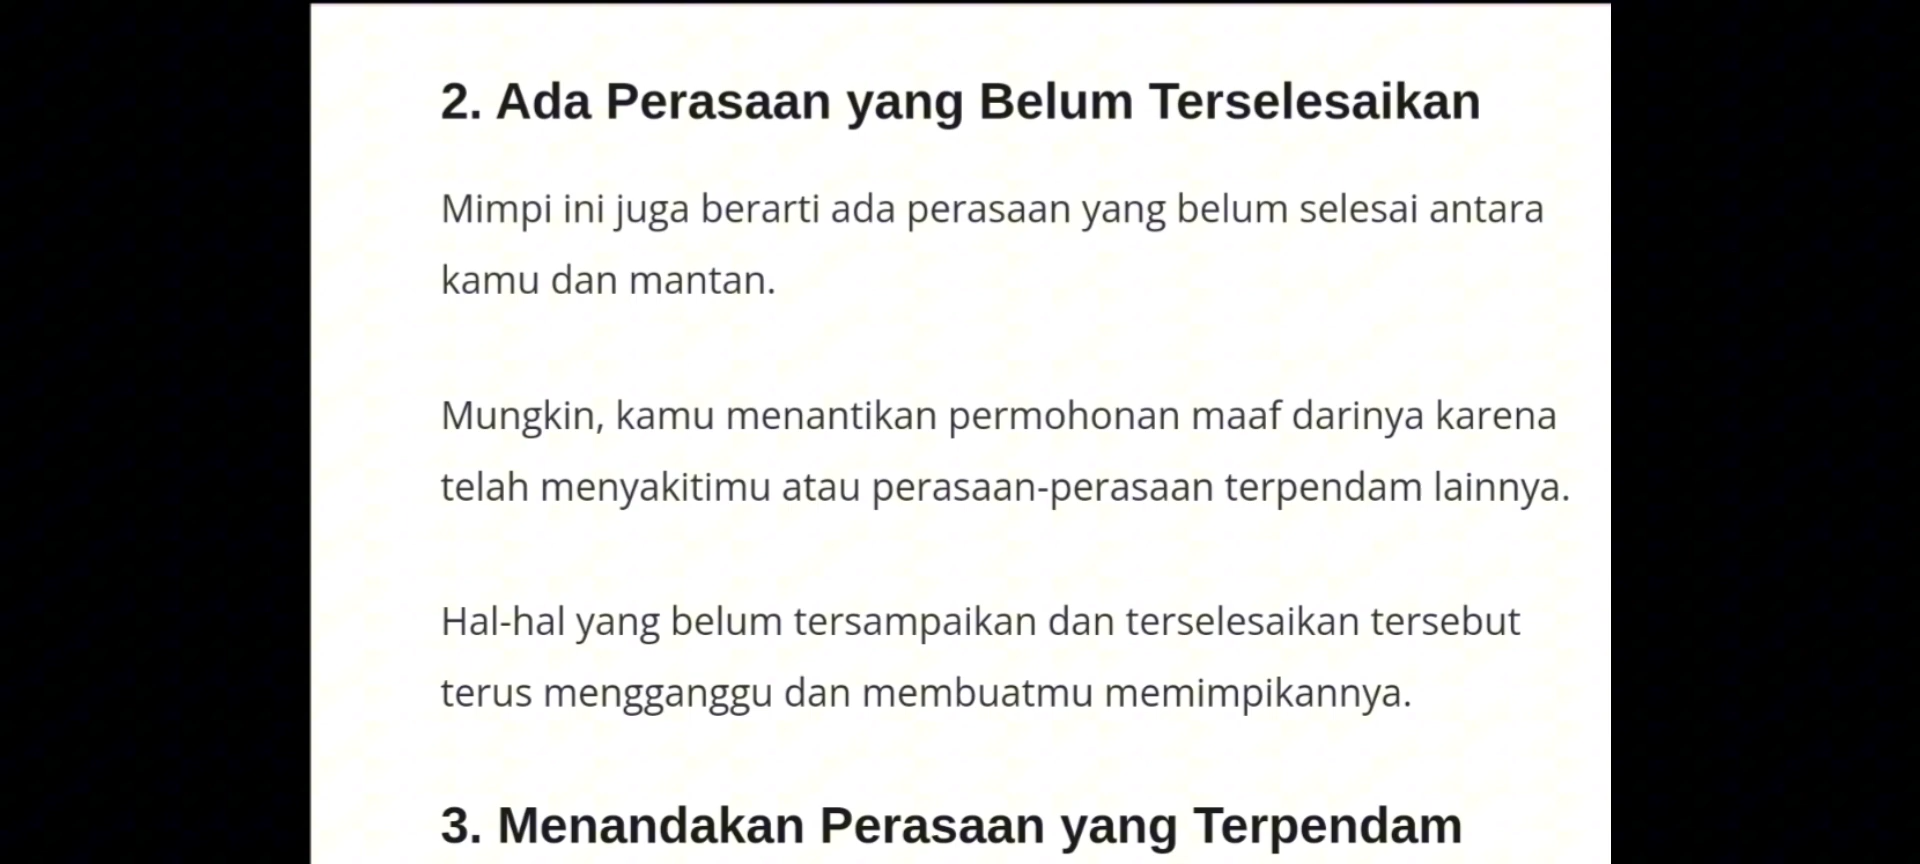 2. Ada Perasaan yang Belum Terselesaikan
Mimpi ini juga berarti ada perasaan yang belum selesai antara
kamu dan mantan.
Mungkin, kamu menantikan permohonan maaf darinya karena
telah menyakitimu atau perasaan-perasaan terpendam lainnya.
Hal-hal yang belum tersampaikan dan terselesaikan tersebut
terus mengganggu dan membuatmu memimpikannya.
3. Menandakan Perasaan yang Terpendam